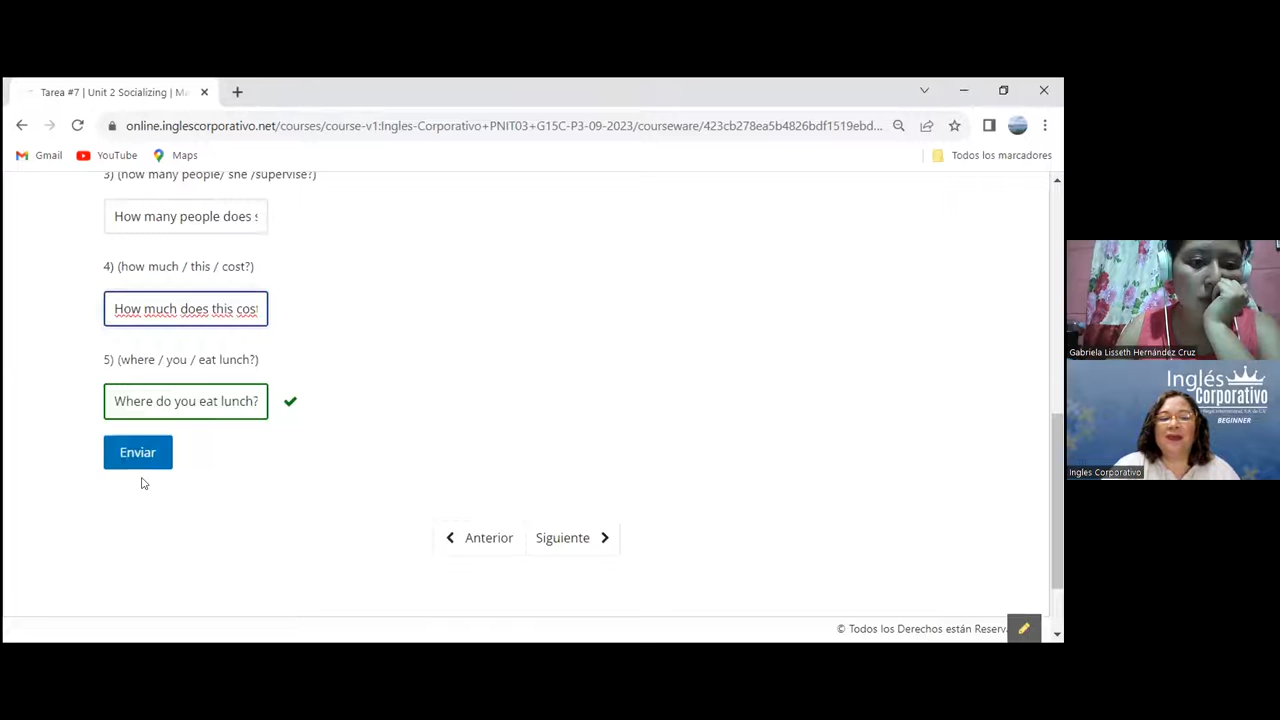 Tarea #7 | Unit 2 Socializing | Ma
online.inglescorporativo.net/courses/course-v1:Ingles-Corporativo+PNIT03+G15C-P3-09-2023/courseware/423cb278ea5b4826bdf1519ebd...
Gmail YouTube Maps Todos los marcadores
3) (how many people/ she /supervise?)
How many people does s
4) (how much / this / cost?)
How much does this cost
5) (where / you / eat lunch?)
Where do you eat lunch?
Enviar
Anterior Siguiente
© Todos los Derechos están Reserv
Gabriela Lisseth Hernández Cruz
Inglés
Corporativo
BEGINNER
Ingles Corporativo